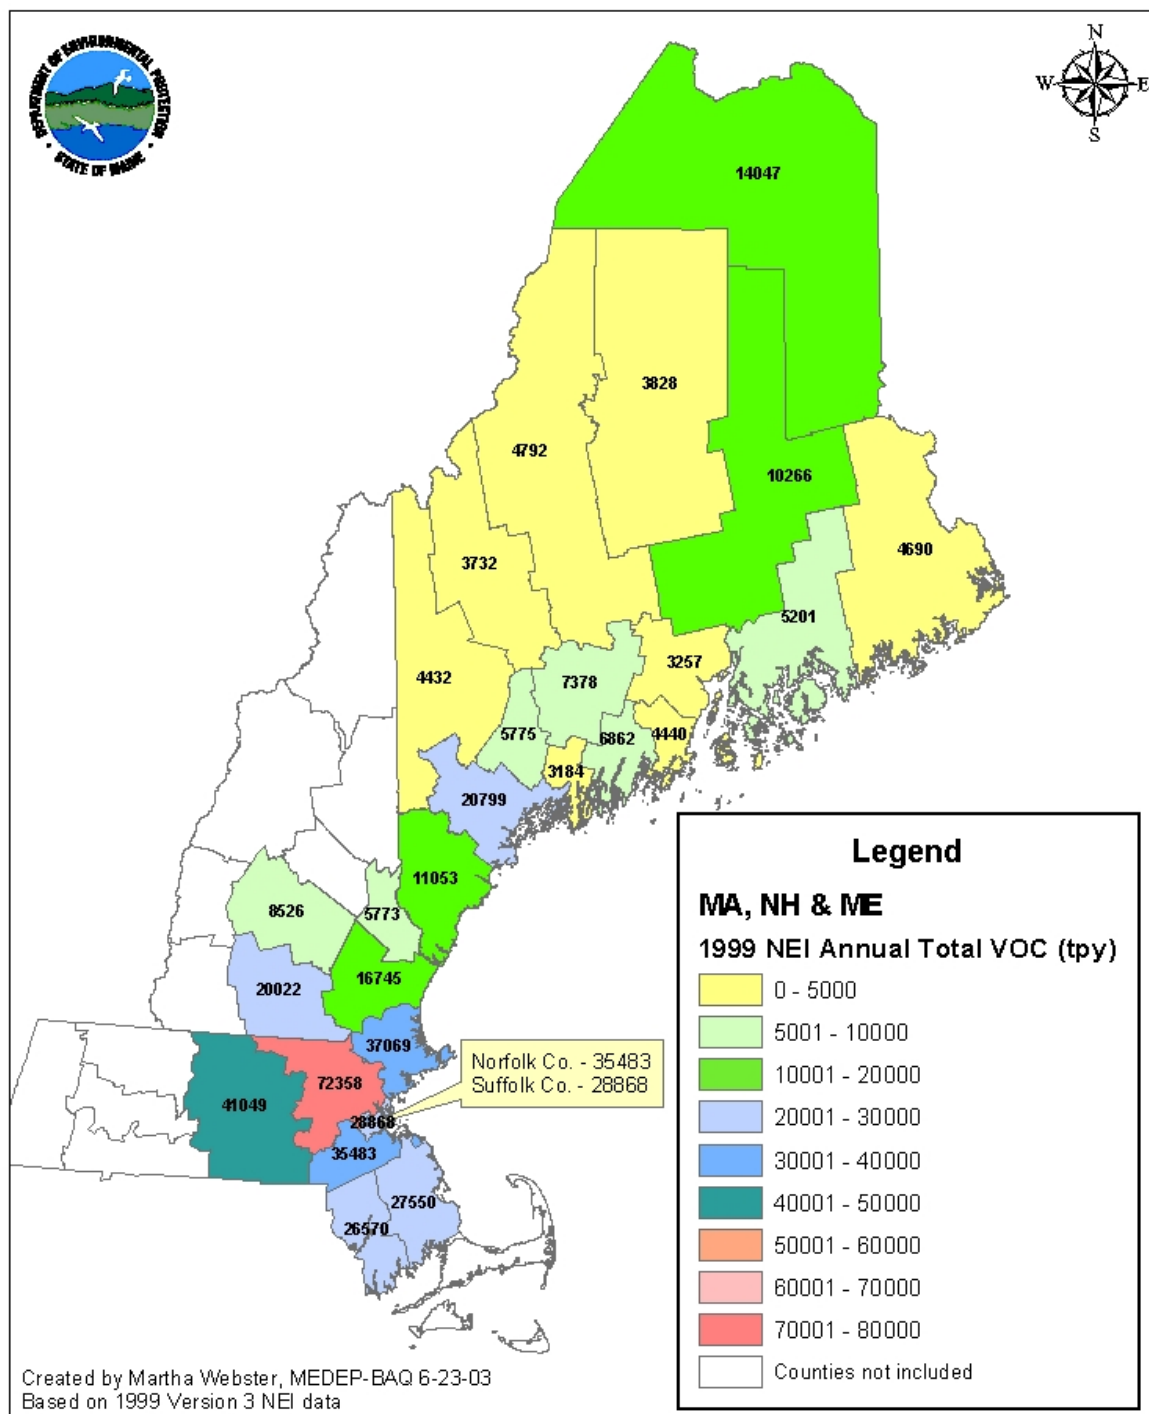 DEPARTMENT OF ENVIRONMENTAL PROTECTION
STATE OF MAINE
N
W E
S
14047
3828
4792
10266
3732
4690
5201
3257
4432
7378
5775
6862
4440
3184
20799
11053
8526
5773
16745
20022
37069
Norfolk Co. - 35483
Suffolk Co. - 28868
72358
41049
28868
35483
27550
26570
Legend
MA, NH & ME
1999 NEI Annual Total VOC (tpy)
0 - 5000
5001 - 10000
10001 - 20000
20001 - 30000
30001 - 40000
40001 - 50000
50001 - 60000
60001 - 70000
70001 - 80000
Counties not included
Created by Martha Webster, MEDEP-BAQ 6-23-03
Based on 1999 Version 3 NEI data